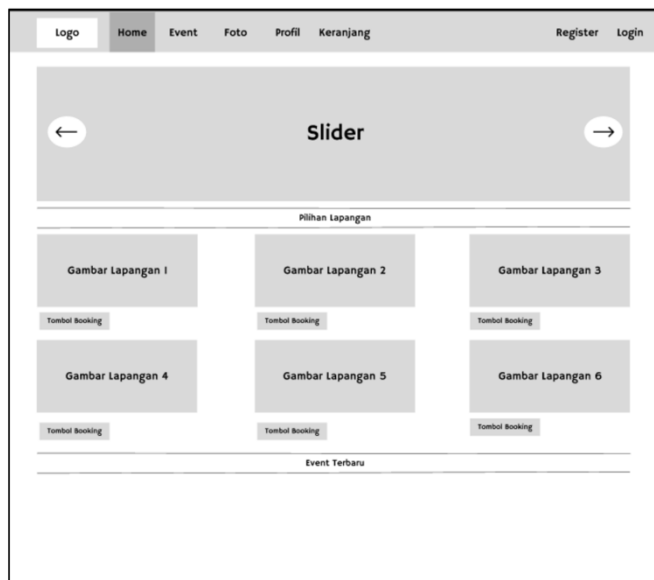 Logo Home Event Foto Profil Keranjang Register Login
Slider
Pilihan Lapangan
Gambar Lapangan 1 Gambar Lapangan 2 Gambar Lapangan 3
Tombol Booking Tombol Booking Tombol Booking
Gambar Lapangan 4 Gambar Lapangan 5 Gambar Lapangan 6
Tombol Booking Tombol Booking Tombol Booking
Event Terbaru